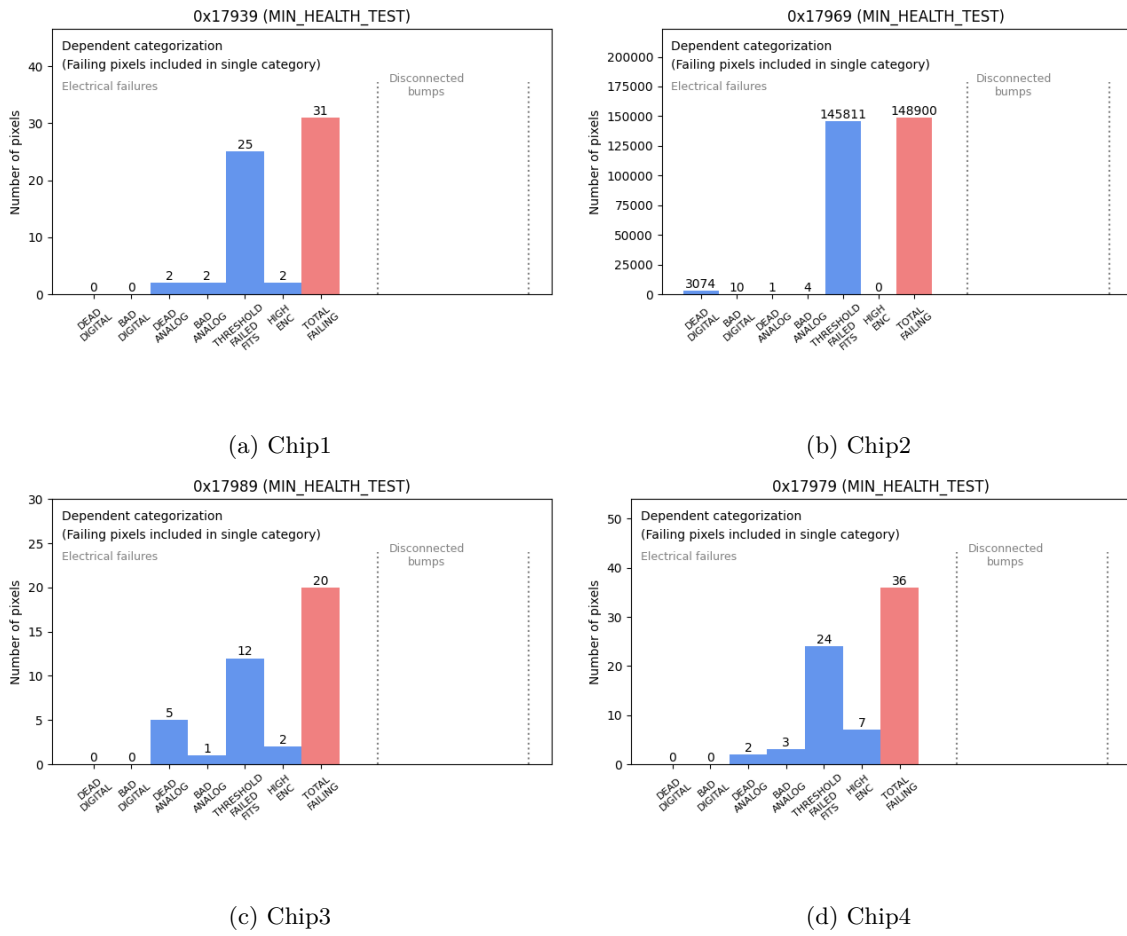 0x17939 (MIN_HEALTH_TEST)
Dependent categorization
(Failing pixels included in single category)
Electrical failures
Disconnected
bumps
Number of pixels
40
30
20
10
0
0
0
2
2
25
2
31
DEAD
DIGITAL
BAD
DIGITAL
DEAD
ANALOG
BAD
ANALOG
THRESHOLD
FAILED
FITS
HIGH
ENC
TOTAL
FAILING
(a) Chip1
0x17969 (MIN_HEALTH_TEST)
Dependent categorization
(Failing pixels included in single category)
Electrical failures
Disconnected
bumps
Number of pixels
200000
175000
150000
125000
100000
75000
50000
25000
0
3074
10
1
4
145811
0
148900
DEAD
DIGITAL
BAD
DIGITAL
DEAD
ANALOG
BAD
ANALOG
THRESHOLD
FAILED
FITS
HIGH
ENC
TOTAL
FAILING
(b) Chip2
0x17989 (MIN_HEALTH_TEST)
Dependent categorization
(Failing pixels included in single category)
Electrical failures
Disconnected
bumps
Number of pixels
30
25
20
15
10
5
0
0
0
5
1
12
2
20
DEAD
DIGITAL
BAD
DIGITAL
DEAD
ANALOG
BAD
ANALOG
THRESHOLD
FAILED
FITS
HIGH
ENC
TOTAL
FAILING
(c) Chip3
0x17979 (MIN_HEALTH_TEST)
Dependent categorization
(Failing pixels included in single category)
Electrical failures
Disconnected
bumps
Number of pixels
50
40
30
20
10
0
0
0
2
3
24
7
36
DEAD
DIGITAL
BAD
DIGITAL
DEAD
ANALOG
BAD
ANALOG
THRESHOLD
FAILED
FITS
HIGH
ENC
TOTAL
FAILING
(d) Chip4